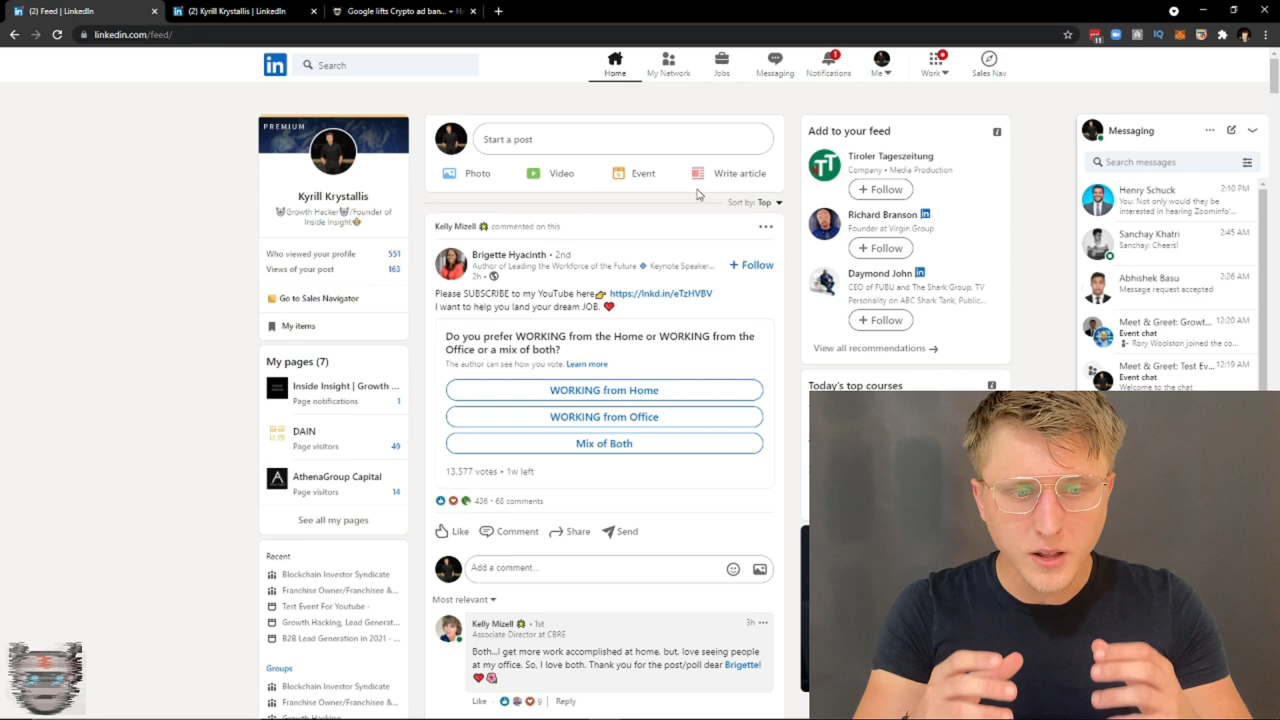 (2) Feed | LinkedIn
(2) Kyrill Krystallis | LinkedIn
Google lifts Crypto ad ban...
linkedin.com/feed/
11
in
Search
Home
My Network
Jobs
Messaging
1
Notifications
Me
Work
Sales Nav
PREMIUM
Kyrill Krystallis
Growth Hacker /Founder of
Inside Insight
Who viewed your profile 551
Views of your post 163
Go to Sales Navigator
My items
My pages (7)
Inside Insight | Growth ...
Page notifications 1
DAIN
Page visitors 49
AthenaGroup Capital
Page visitors 14
See all my pages
Recent
Blockchain Investor Syndicate
Franchise Owner/Franchisee &...
Test Event For Youtube -
Growth Hacking, Lead Generat...
B2B Lead Generation in 2021 - ...
Groups
Blockchain Investor Syndicate
Franchise Owner/Franchisee &...
Growth Hacking
Start a post
Photo
Video
Event
Write article
Sort by: Top
Kelly Mizell commented on this
Brigette Hyacinth • 2nd
Author of Leading the Workforce of the Future 🔹 Keynote Speaker...
2h •
+ Follow
Please SUBSCRIBE to my YouTube here👉 https://lnkd.in/eTzHVBV
I want to help you land your dream JOB. ❤️
Do you prefer WORKING from the Home or WORKING from the
Office or a mix of both?
The author can see how you vote. Learn more
WORKING from Home
WORKING from Office
Mix of Both
13,577 votes • 1w left
436 • 68 comments
Like
Comment
Share
Send
Add a comment...
Most relevant
Kelly Mizell • 1st
3h
Associate Director at CBRE
Both...I get more work accomplished at home, but, love seeing people
at my office. So, I love both. Thank you for the post/poll dear Brigette!
Like • 9 | Reply
Add to your feed
TT
Tiroler Tageszeitung
Company • Media Production
+ Follow
Richard Branson
Founder at Virgin Group
+ Follow
Daymond John
CEO of FUBU and The Shark Group, TV
Personality on ABC Shark Tank, Public...
+ Follow
View all recommendations
Today's top courses
Messaging
Search messages
Henry Schuck 2:10 PM
You: Not only would they be
interested in hearing Zoominfo'...
Sanchay Khatri 2:45 AM
Sanchay: Cheers!
Abhishek Basu 2:26 AM
Message request accepted
Meet & Greet: Growt... 12:20 AM
Event chat
Rory Woolston joined the co...
Meet & Greet: Test Ev... 12:19 AM
Event chat
Welcome to the chat